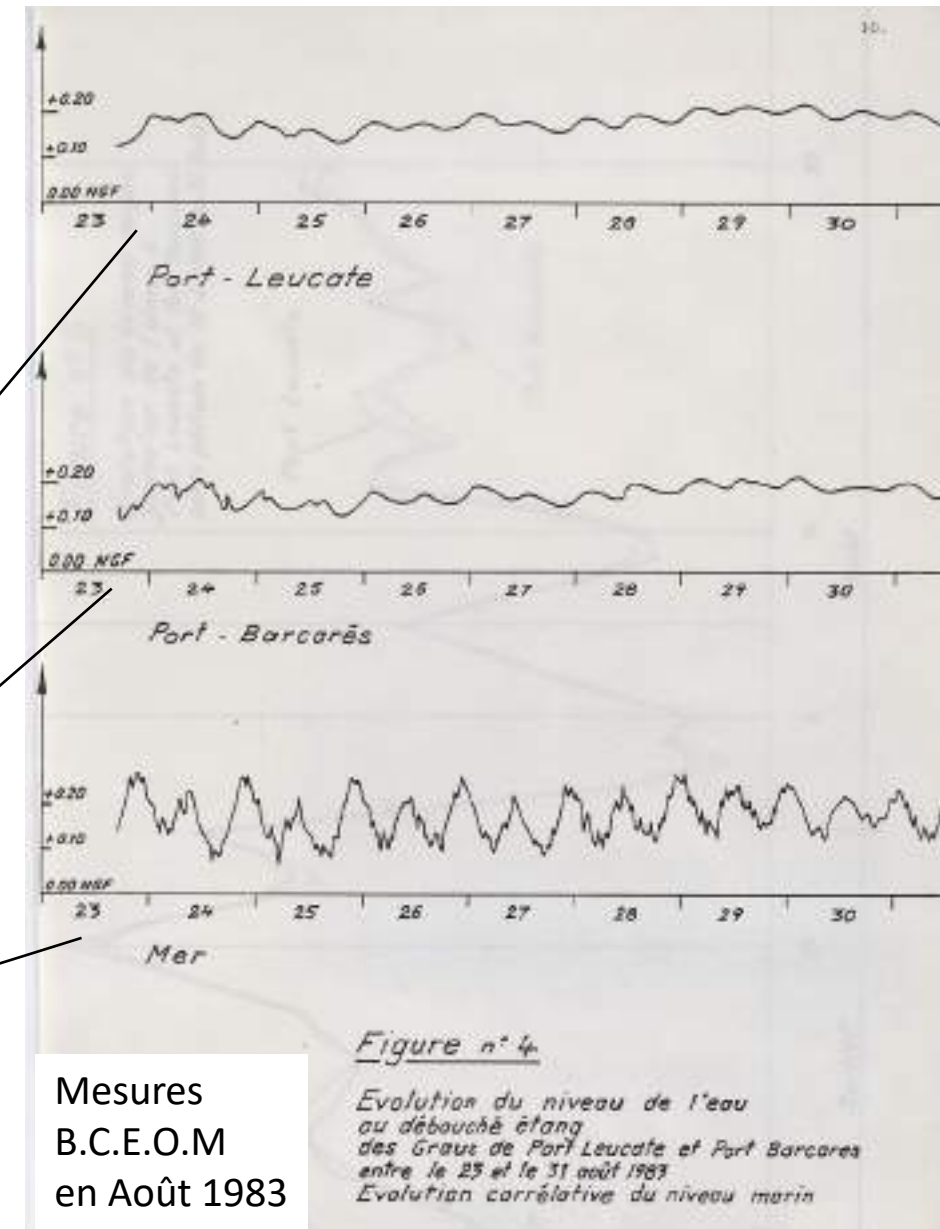 10.
+0.20
+0.10
0.00 NGF
23 24 25 26 27 28 29 30
Port - Leucate
+0.20
+0.10
0.00 NGF
23 24 25 26 27 28 29 30
Port - Barcarès
+0.20
+0.10
0.00 NGF
23 24 25 26 27 28 29 30
Mer
Figure n° 4
Evolution du niveau de l'eau
au débouché étang
des Graus de Port Leucate et Port Barcares
entre le 23 et le 31 août 1983
Evolution corrélative du niveau marin
Mesures
B.C.E.O.M
en Août 1983